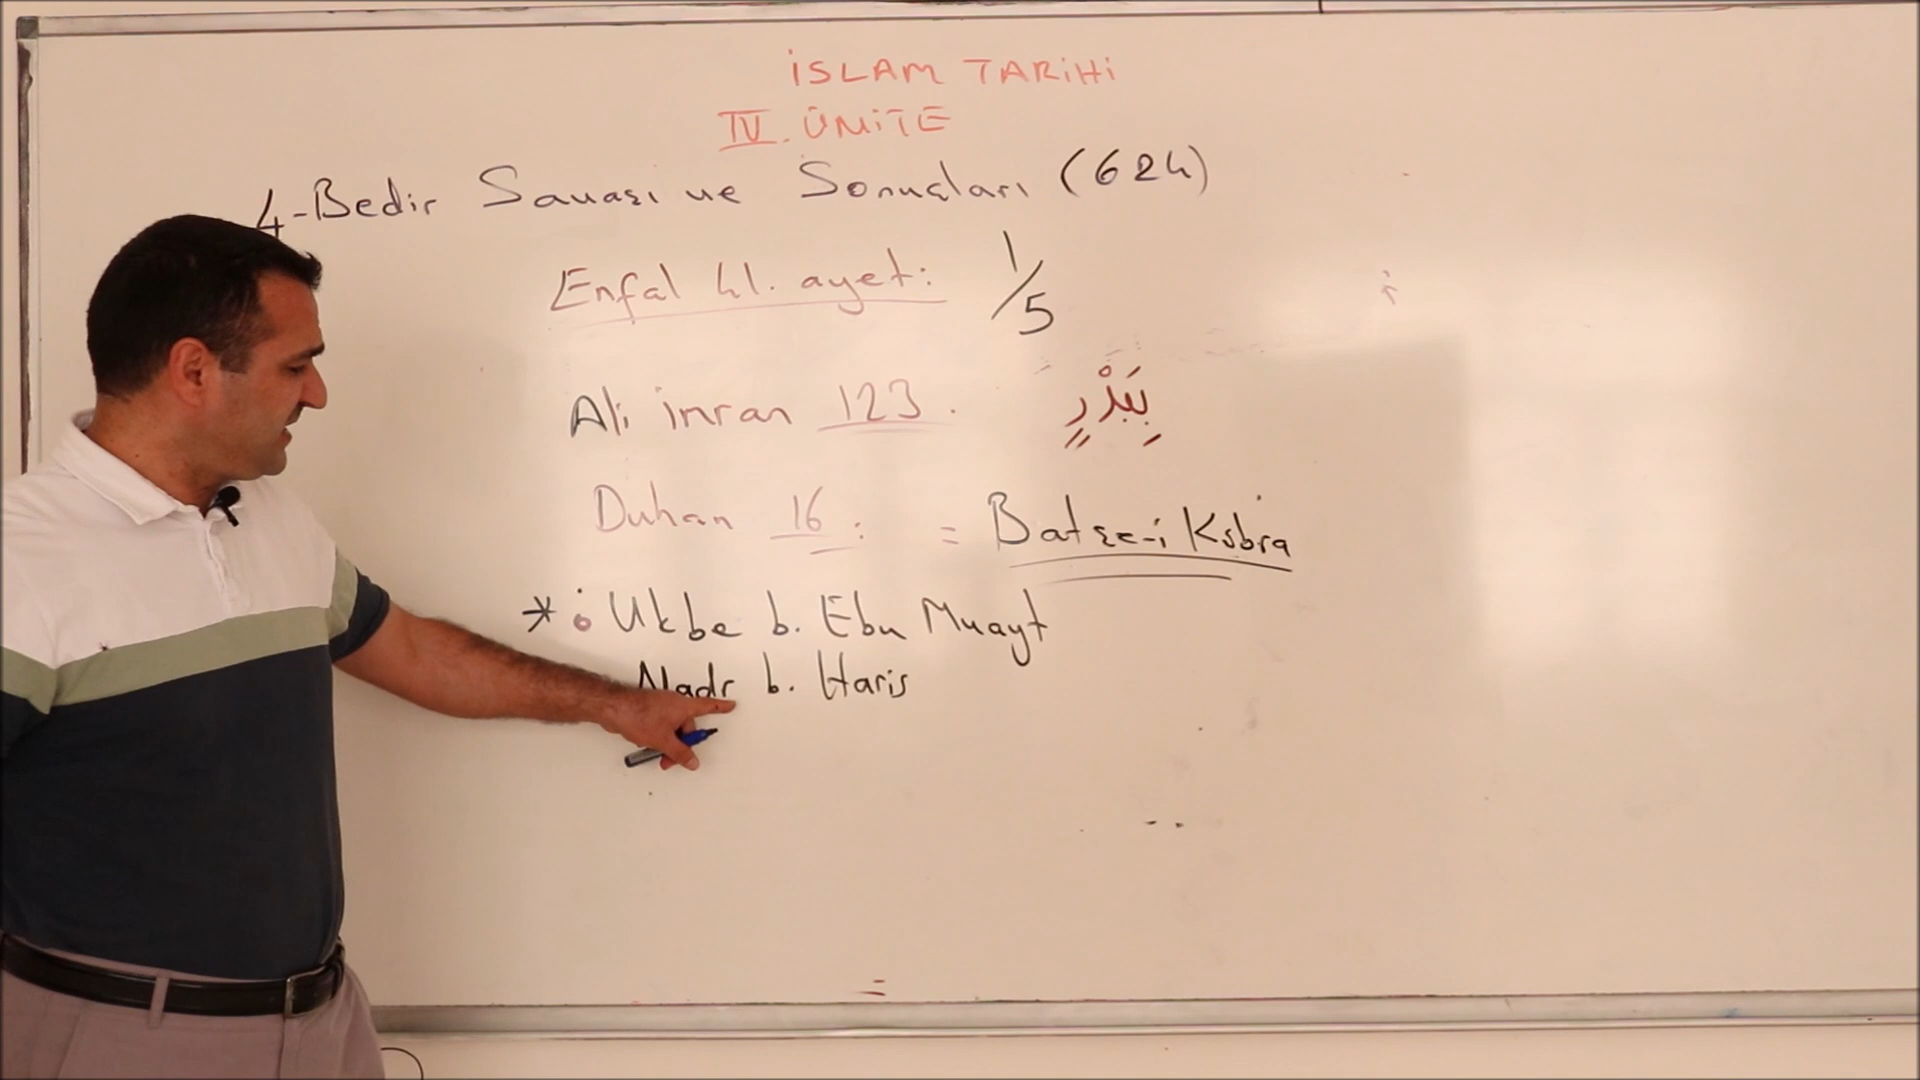 İSLAM TARİHİ
IV. ÜNİTE
4-Bedir Savaşı ve Sonuçları (624)
Enfal 41. ayet: 1/5
Ali imran 123. بِبَدْرٍ
Duhan 16: = Batşe-i Kübra
* : Ukbe b. Ebu Muayt
Nadr b. Haris